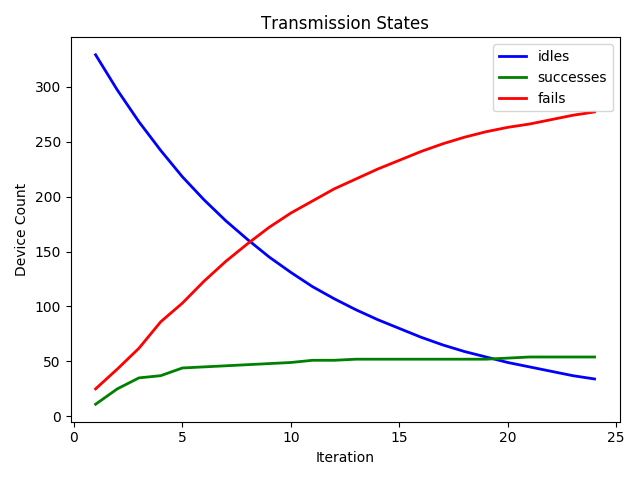 Transmission States
idles
successes
fails
Device Count
300
250
200
150
100
50
0
0 5 10 15 20 25
Iteration